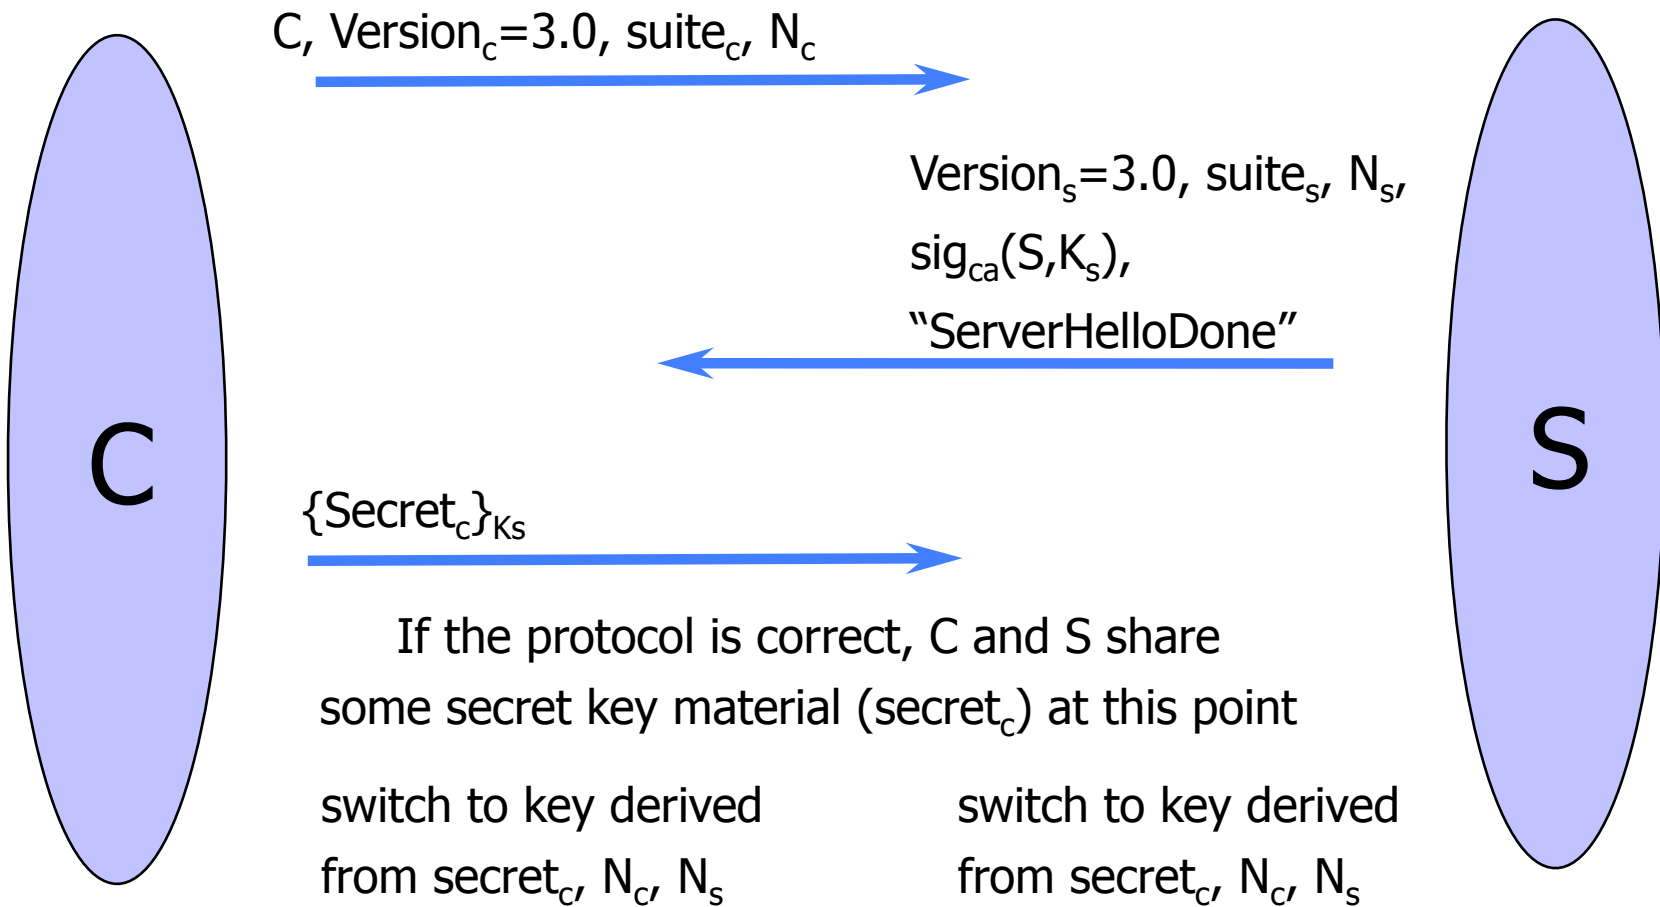 C, Version_c=3.0, suite_c, N_c
Version_s=3.0, suite_s, N_s,
sig_ca(S,K_s),
“ServerHelloDone”
C
S
{Secret_c}_Ks
If the protocol is correct, C and S share
some secret key material (secret_c) at this point
switch to key derived
from secret_c, N_c, N_s
switch to key derived
from secret_c, N_c, N_s